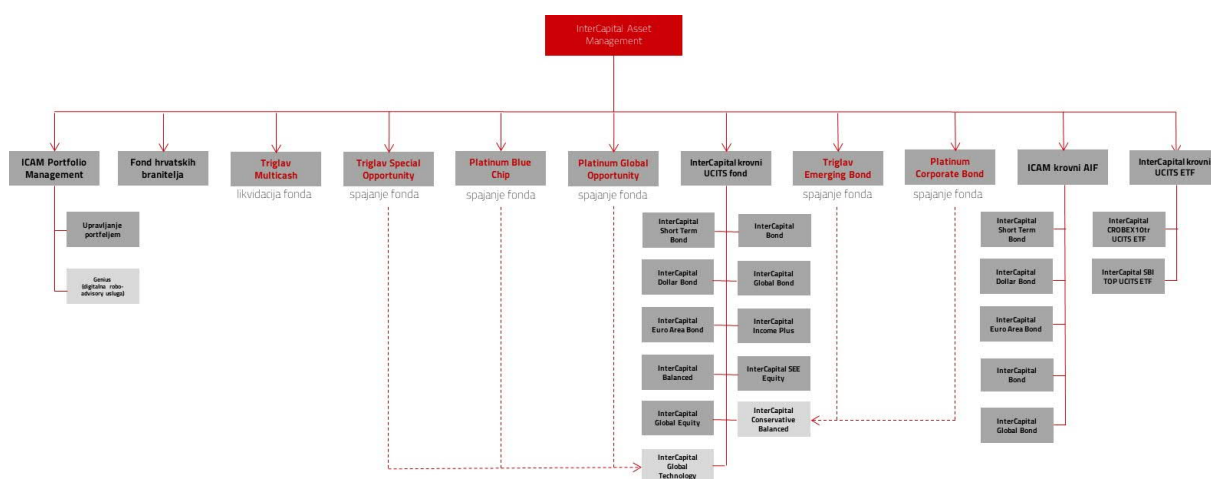 InterCapital Asset
Management
ICAM Portfolio
Management
Fond hrvatskih
branitelja
Triglav
Multicash
likvidacija fonda
Triglav Special
Opportunity
spajanje fonda
Platinum Blue
Chip
spajanje fonda
Platinum Global
Opportunity
spajanje fonda
InterCapital krovni
UCITS fond
Triglav
Emerging Bond
spajanje fonda
Platinum
Corporate Bond
spajanje fonda
ICAM krovni AIF
InterCapital krovni
UCITS ETF
Upravljanje
portfeljem
Genius
(digitalna robo-
advisory usluga)
InterCapital
Short Term
Bond
InterCapital
Bond
InterCapital
Dollar Bond
InterCapital
Global Bond
InterCapital
Euro Area Bond
InterCapital
Income Plus
InterCapital
Balanced
InterCapital SEE
Equity
InterCapital
Global Equity
InterCapital
Conservative
Balanced
InterCapital
Global
Technology
InterCapital
Short Term
Bond
InterCapital
Dollar Bond
InterCapital
Euro Area Bond
InterCapital
Bond
InterCapital
Global Bond
InterCapital
CROBEX10tr
UCITS ETF
InterCapital SBI
TOP UCITS ETF